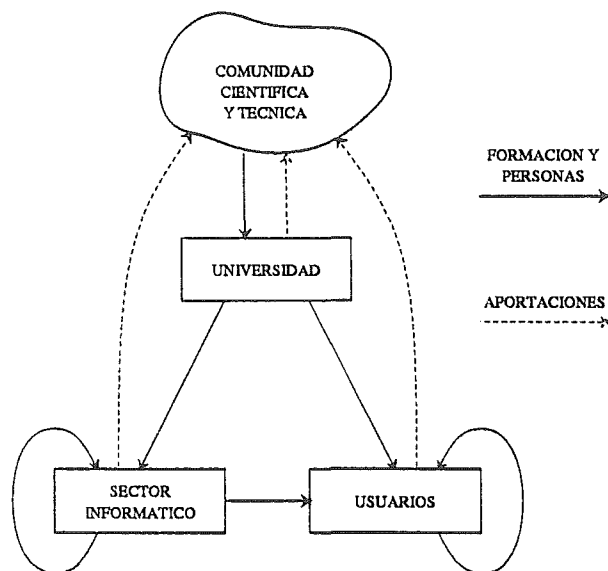 COMUNIDAD
CIENTIFICA
Y TECNICA
FORMACION Y
PERSONAS
UNIVERSIDAD
APORTACIONES
SECTOR
INFORMATICO
USUARIOS